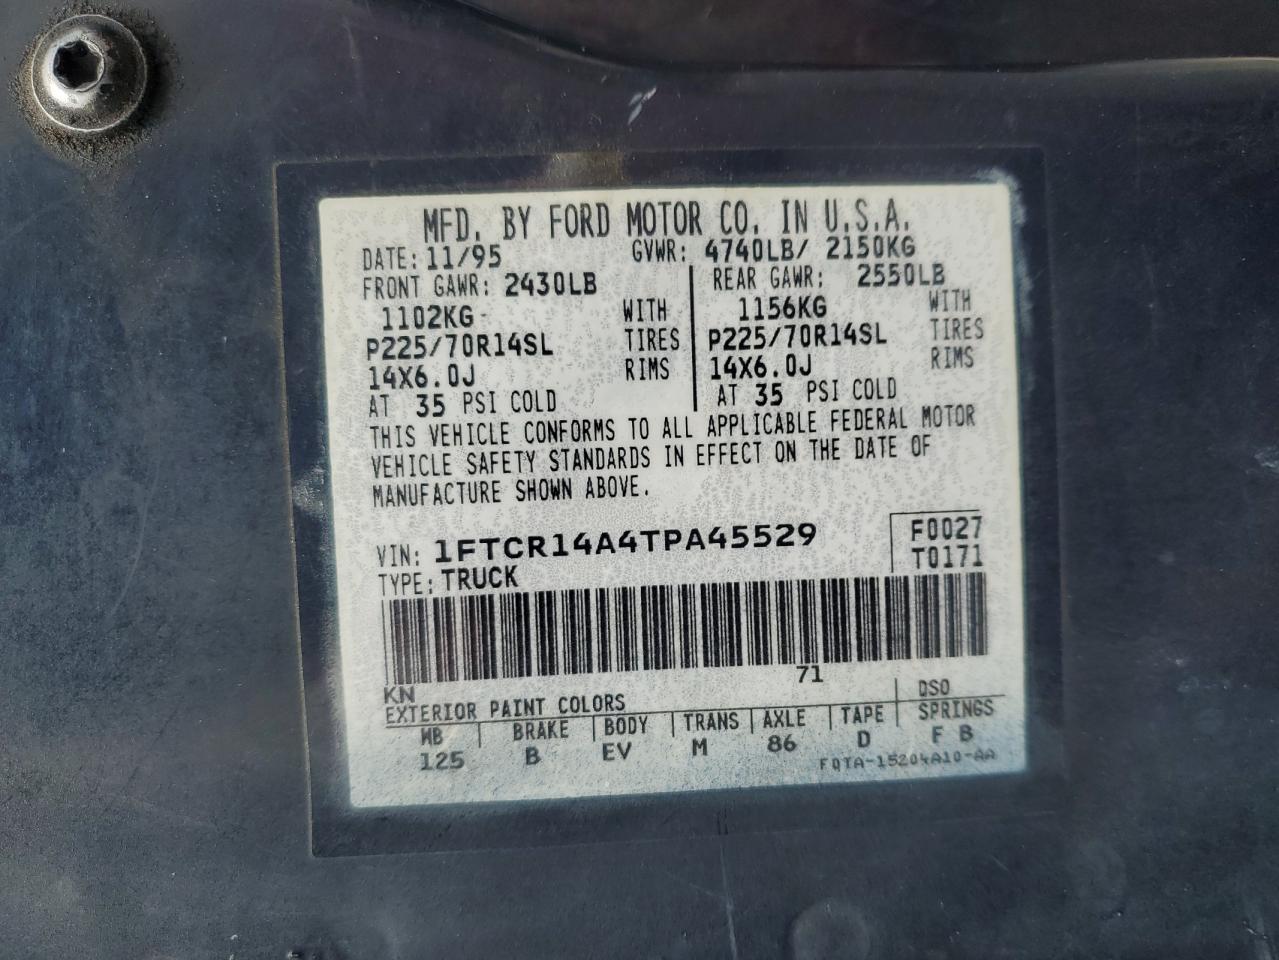 MFD. BY FORD MOTOR CO. IN U.S.A.
DATE: 11/95 GVWR: 4740LB/ 2150KG
FRONT GAWR: 2430LB REAR GAWR: 2550LB
1102KG WITH 1156KG WITH
P225/70R14SL TIRES P225/70R14SL TIRES
14X6.0J RIMS 14X6.0J RIMS
AT 35 PSI COLD AT 35 PSI COLD
THIS VEHICLE CONFORMS TO ALL APPLICABLE FEDERAL MOTOR
VEHICLE SAFETY STANDARDS IN EFFECT ON THE DATE OF
MANUFACTURE SHOWN ABOVE.
VIN: 1FTCR14A4TPA45529 F0027
TYPE: TRUCK T0171
71
KN
EXTERIOR PAINT COLORS DSO
WB BRAKE BODY TRANS AXLE TAPE SPRINGS
125 B EV M 86 D F B
FQTA-15204A10-AA